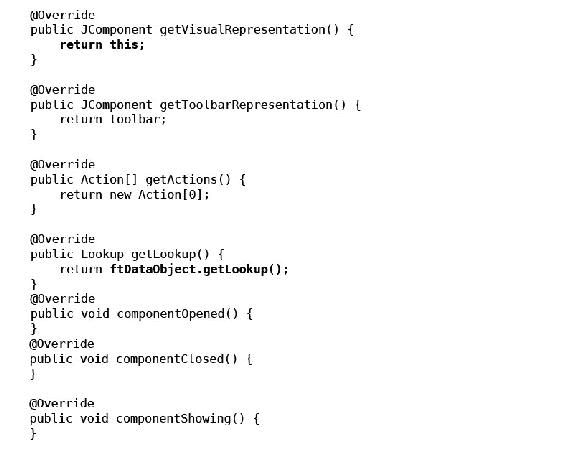 @Override
public JComponent getVisualRepresentation() {
    return this;
}

@Override
public JComponent getToolbarRepresentation() {
    return toolbar;
}

@Override
public Action[] getActions() {
    return new Action[0];
}

@Override
public Lookup getLookup() {
    return ftDataObject.getLookup();
}
@Override
public void componentOpened() {
}
@Override
public void componentClosed() {
}

@Override
public void componentShowing() {
}